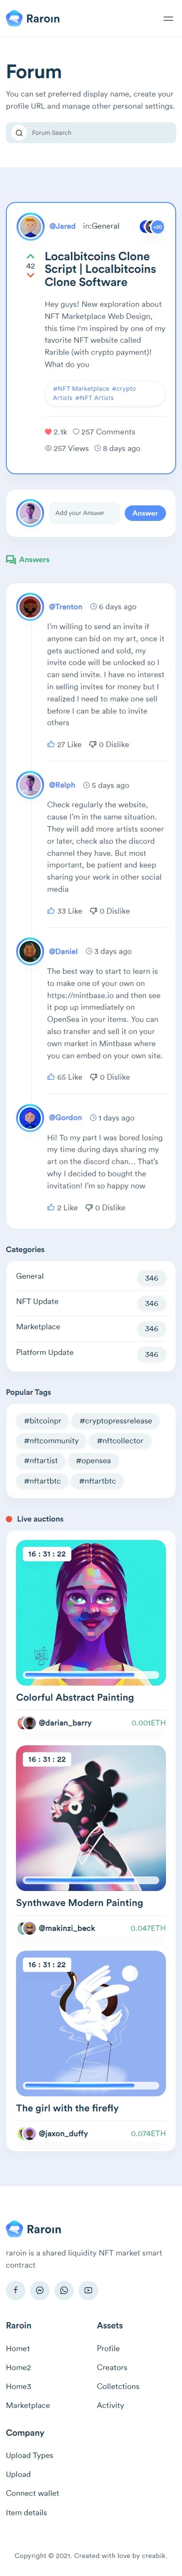 Raroin
Forum
You can set preferred display name, create your
profile URL and manage other personal settings.
Forum Search
@Jared in:General
+20
42
Localbitcoins Clone
Script | Localbitcoins
Clone Software
Hey guys! New exploration about
NFT Marketplace Web Design,
this time I'm inspired by one of my
favorite NFT website called
Rarible (with crypto payment)!
What do you
#NFT Marketplace #crypto
Artists #NFT Artists
2.1k 257 Comments
257 Views 8 days ago
Add your Answer
Answer
Answers
@Trenton 6 days ago
I'm willing to send an invite if
anyone can bid on my art, once it
gets auctioned and sold, my
invite code will be unlocked so I
can send invite. I have no interest
in selling invites for money but I
realized I need to make one sell
before I can be able to invite
others
27 Like 0 Dislike
@Ralph 5 days ago
Check regularly the website,
cause I'm in the same situation.
They will add more artists sooner
or later, check also the discord
channel they have. But most
important, be patient and keep
sharing your work in other social
media
33 Like 0 Dislike
@Daniel 3 days ago
The best way to start to learn is
to make one of your own on
https://mintbase.io and then see
it pop up immediately on
OpenSea in your items. You can
also transfer and sell it on your
own market in Mintbase where
you can embed on your own site.
65 Like 0 Dislike
@Gordon 1 days ago
Hi! To my part I was bored losing
my time during days sharing my
art on the discord chan... That's
why I decided to bought the
invitation! I'm so happy now
2 Like 0 Dislike
Categories
General 346
NFT Update 346
Marketplace 346
Platform Update 346
Popular Tags
#bitcoinpr #cryptopressrelease
#nftcommunity #nftcollector
#nftartist #opensea
#nftartbtc #nftartbtc
Live auctions
16 : 31 : 22
Colorful Abstract Painting
@darian_barry 0.001ETH
16 : 31 : 22
Synthwave Modern Painting
@makinzi_beck 0.047ETH
16 : 31 : 22
The girl with the firefly
@jaxon_duffy 0.074ETH
Raroin
raroin is a shared liquidity NFT market smart
contract
Raroin
Home1
Home2
Home3
Marketplace
Assets
Profile
Creators
Colletctions
Activity
Company
Upload Types
Upload
Connect wallet
Item details
Copyright © 2021. Created with love by creabik.